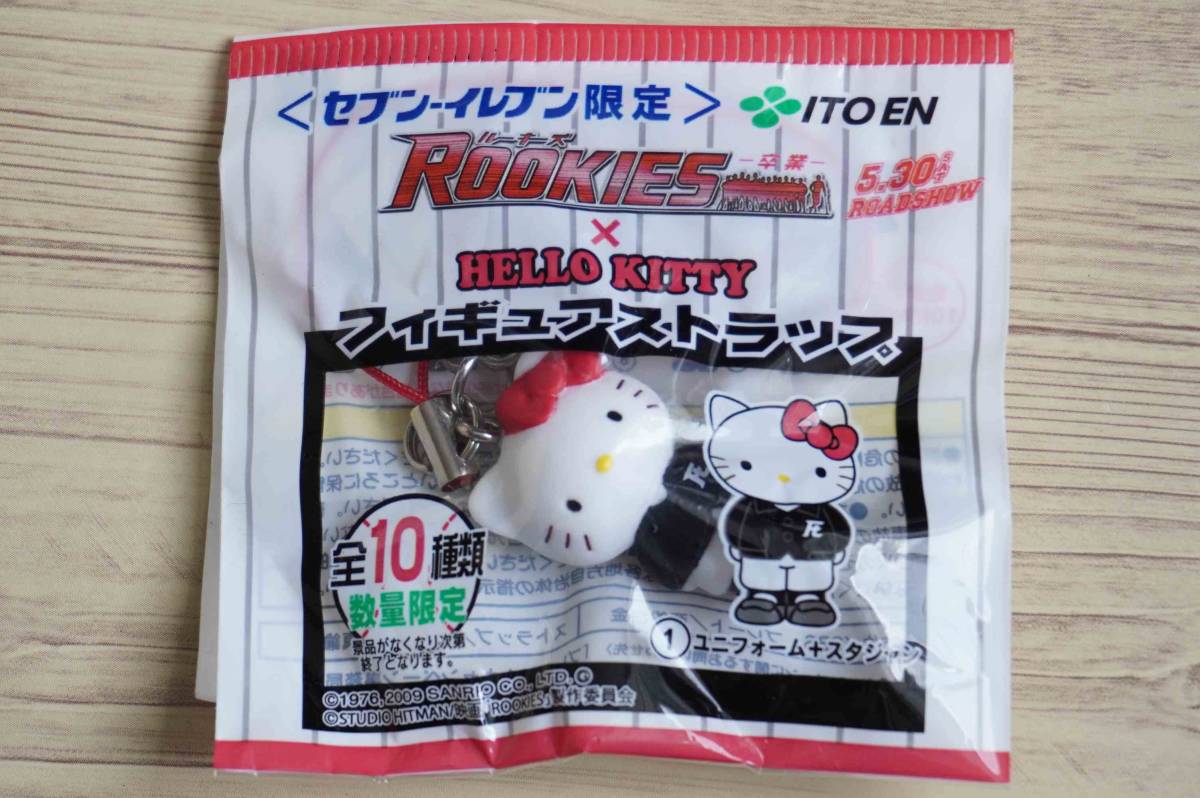 <セブン-イレブン限定>
ITO EN
ルーキーズ
ROOKIES
-卒業-
5.30 SAT
ROADSHOW
×
HELLO KITTY
フィギュアストラップ。
全10種類
数量限定
景品がなくなり次第
終了となります。
① ユニフォーム+スタジャン
©1976, 2009 SANRIO CO., LTD. G
©STUDIO HITMAN/映画「ROOKIES」製作委員会